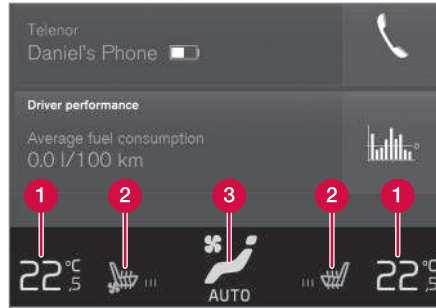 Telenor
Daniel's Phone
Driver performance
Average fuel consumption
0.0 l/100 km
1 2 3 2 1
22°C,5 AUTO 22°C,5